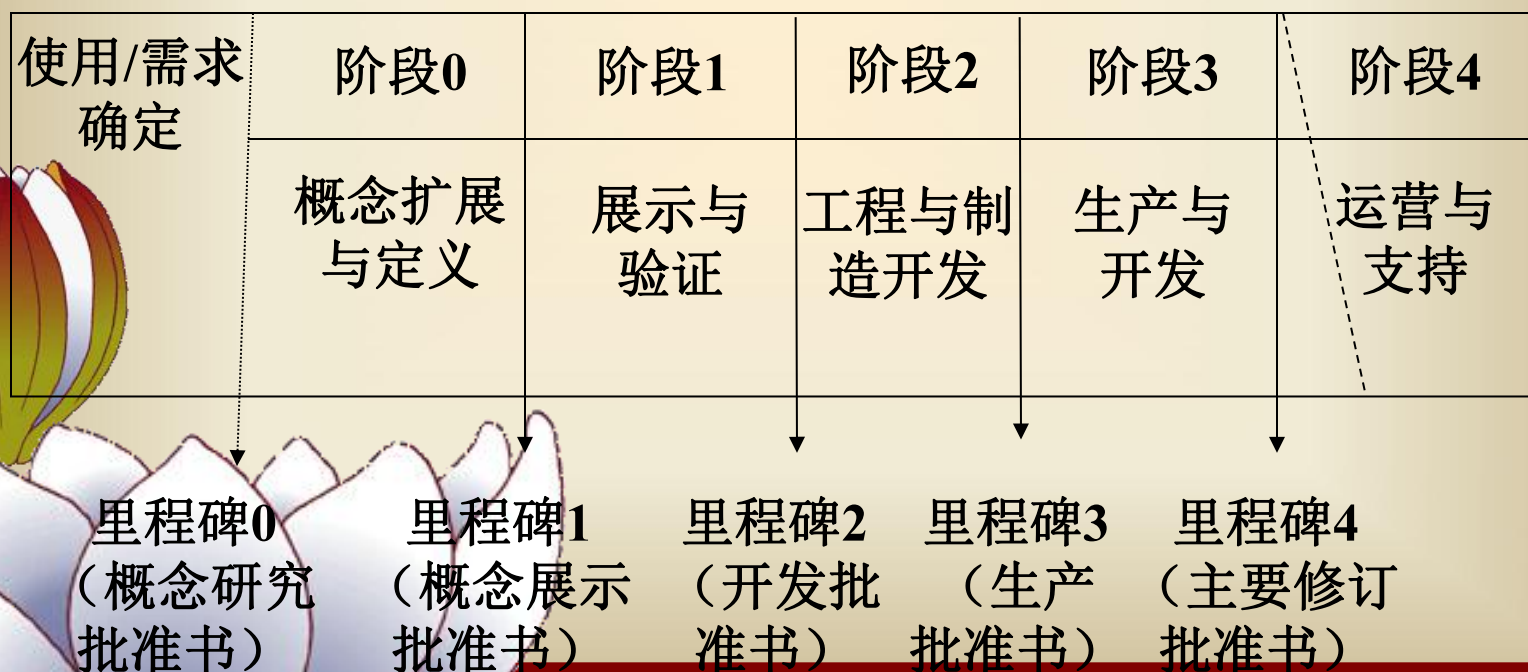 使用/需求
确定
阶段0
阶段1
阶段2
阶段3
阶段4
概念扩展
与定义
展示与
验证
工程与制
造开发
生产与
开发
运营与
支持
里程碑0
（概念研究
批准书）
里程碑1
（概念展示
批准书）
里程碑2
（开发批
准书）
里程碑3
（生产
批准书）
里程碑4
（主要修订
批准书）